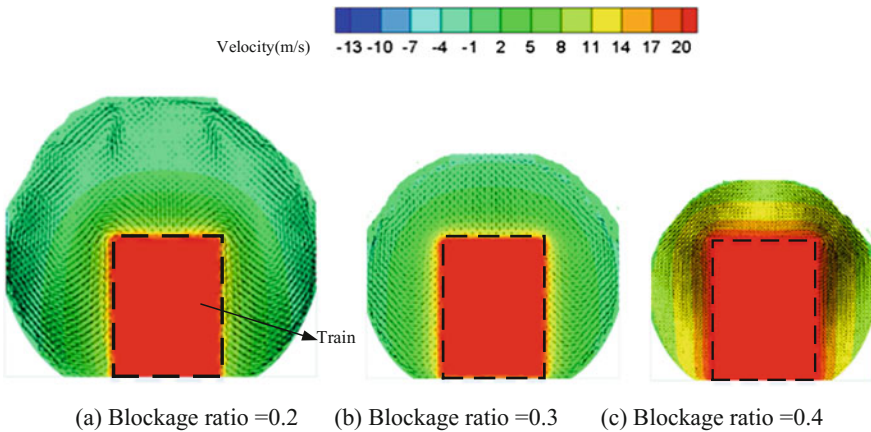 Velocity(m/s)
-13 -10 -7 -4 -1 2 5 8 11 14 17 20
Train
(a) Blockage ratio =0.2 (b) Blockage ratio =0.3 (c) Blockage ratio =0.4